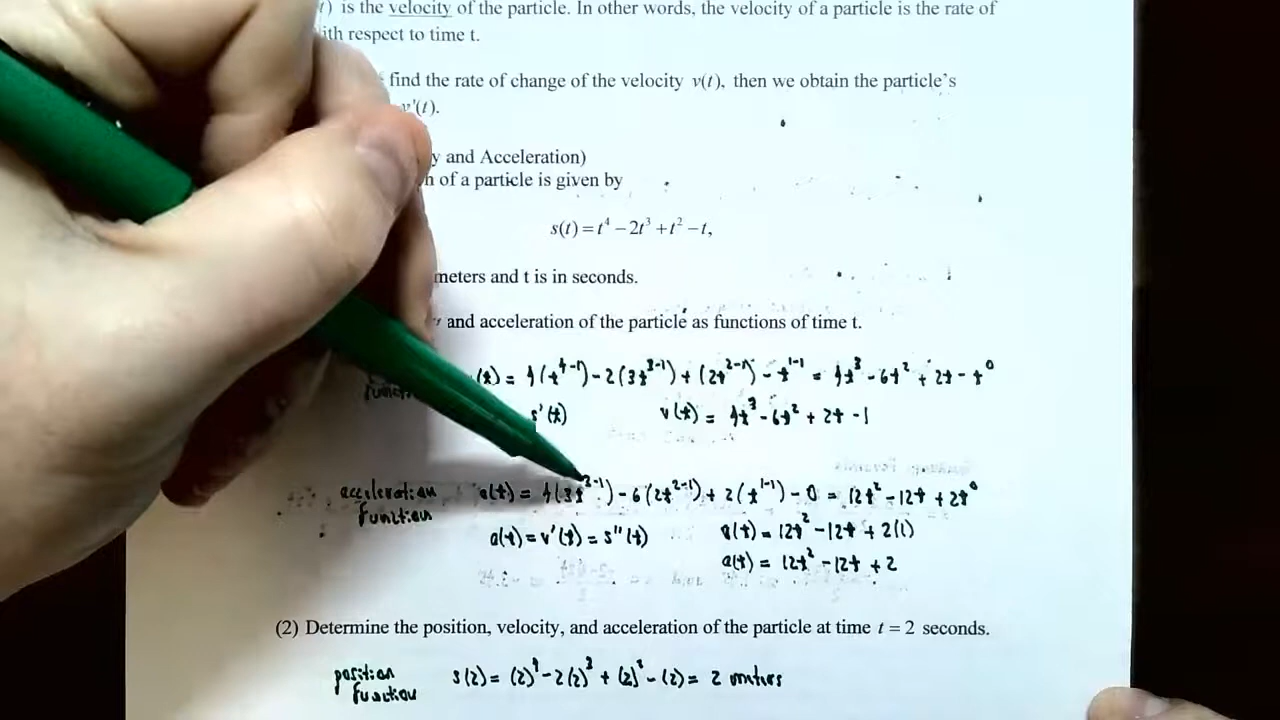 is the velocity of the particle. In other words, the velocity of a particle is the rate of
ith respect to time t.
find the rate of change of the velocity v(t), then we obtain the particle's
v'(t).
y and Acceleration)
of a particle is given by
s(t) = t⁴ − 2t³ + t² − t,
meters and t is in seconds.
and acceleration of the particle as functions of time t.
(t) = 4(t⁴⁻¹) − 2(3t³⁻¹) + (2t²⁻¹) − t¹⁻¹ = 4t³ − 6t² + 2t − t⁰
s'(t) v(t) = 4t³ − 6t² + 2t − 1
acceleration function a(t) = 4(3t³⁻¹) − 6(2t²⁻¹) + 2(t¹⁻¹) − 0 = 12t² − 12t + 2t⁰
a(t) = v'(t) = s''(t) a(t) = 12t² − 12t + 2(1)
a(t) = 12t² − 12t + 2
(2) Determine the position, velocity, and acceleration of the particle at time t = 2 seconds.
position function s(2) = (2)⁴ − 2(2)³ + (2)² − (2) = 2 meters